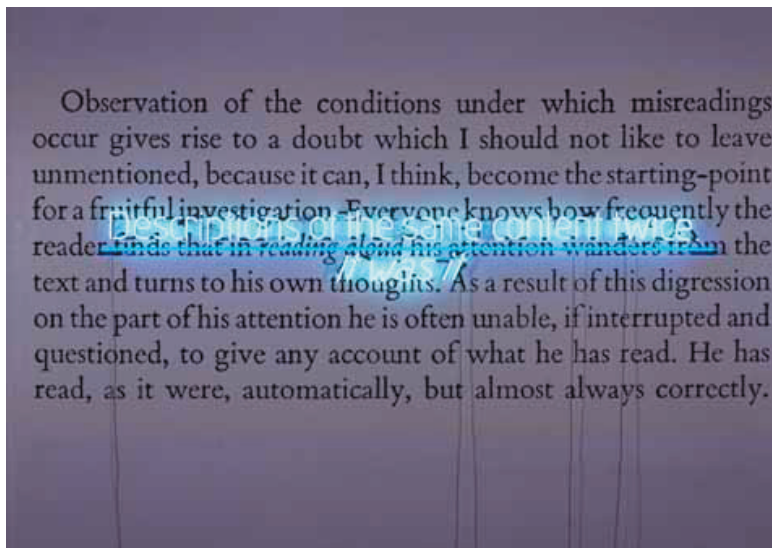 Observation of the conditions under which misreadings
occur gives rise to a doubt which I should not like to leave
unmentioned, because it can, I think, become the starting-point
for a fruitful investigation. Everyone knows how frequently the
Descriptions of the same content twice
reader finds that in reading aloud his attention wanders from the
// was //
text and turns to his own thoughts. As a result of this digression
on the part of his attention he is often unable, if interrupted and
questioned, to give any account of what he has read. He has
read, as it were, automatically, but almost always correctly.